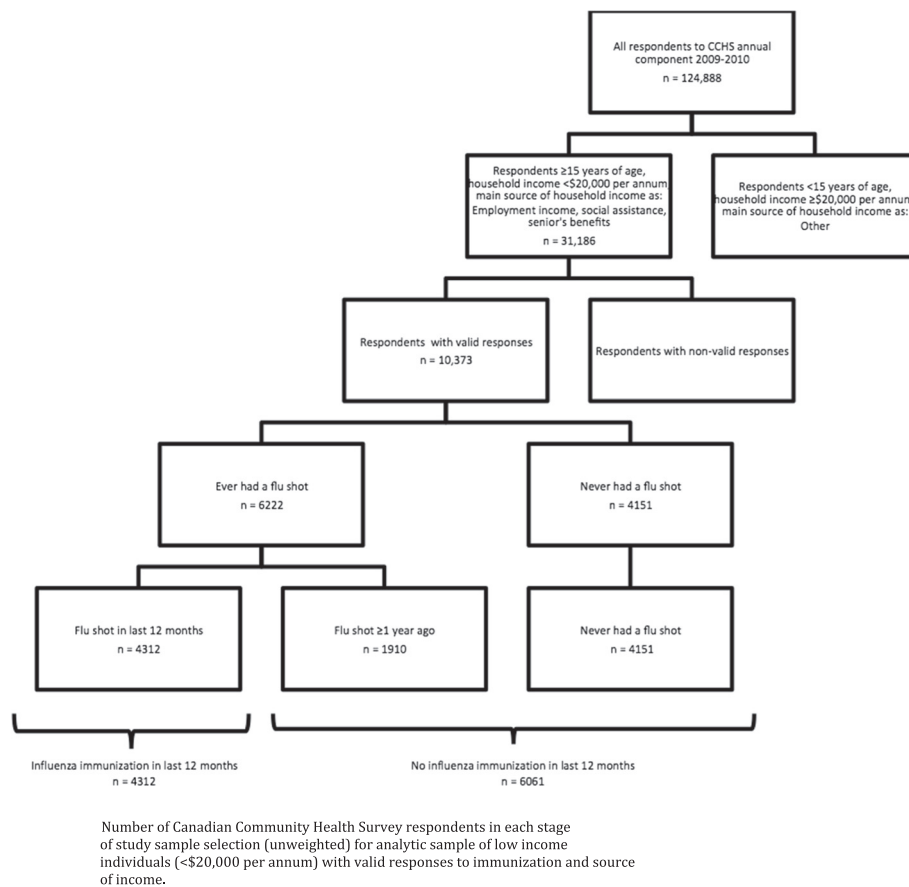 All respondents to CCHS annual
component 2009-2010
n = 124,888
Respondents ≥15 years of age,
household income <$20,000 per annum,
main source of household income as:
Employment income, social assistance,
senior's benefits
n = 31,186
Respondents <15 years of age,
household income ≥$20,000 per annum,
main source of household income as:
Other
Respondents with valid responses
n = 10,373
Respondents with non-valid responses
Ever had a flu shot
n = 6222
Never had a flu shot
n = 4151
Flu shot in last 12 months
n = 4312
Flu shot ≥1 year ago
n = 1910
Never had a flu shot
n = 4151
Influenza immunization in last 12 months
n = 4312
No influenza immunization in last 12 months
n = 6061
Number of Canadian Community Health Survey respondents in each stage
of study sample selection (unweighted) for analytic sample of low income
individuals (<$20,000 per annum) with valid responses to immunization and source
of income.